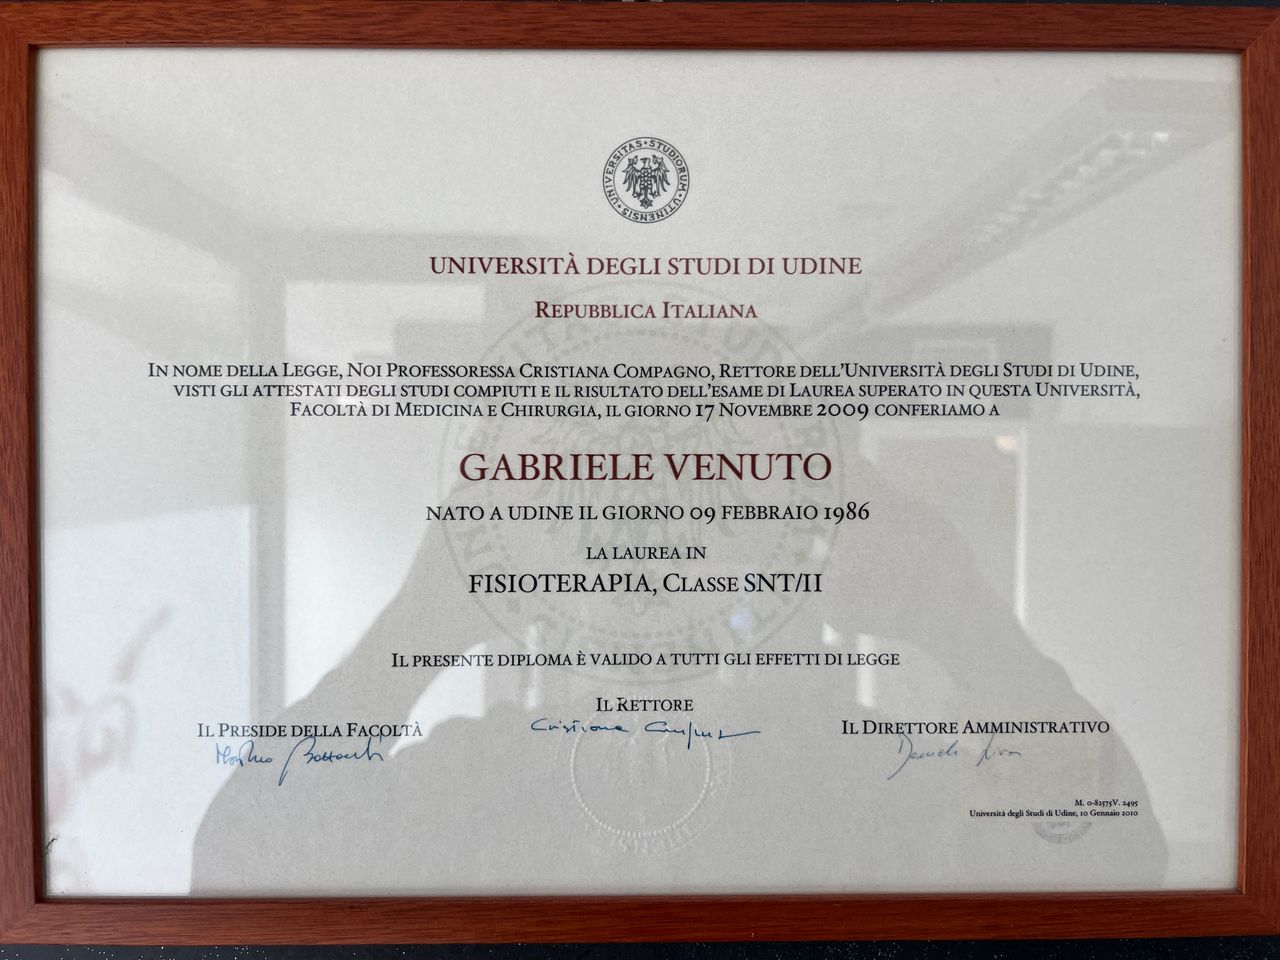 UNIVERSITAS • STUDIORUM • UTINENSIS •
UNIVERSITÀ DEGLI STUDI DI UDINE
REPUBBLICA ITALIANA
IN NOME DELLA LEGGE, NOI PROFESSORESSA CRISTIANA COMPAGNO, RETTORE DELL'UNIVERSITÀ DEGLI STUDI DI UDINE,
VISTI GLI ATTESTATI DEGLI STUDI COMPIUTI E IL RISULTATO DELL'ESAME DI LAUREA SUPERATO IN QUESTA UNIVERSITÀ,
FACOLTÀ DI MEDICINA E CHIRURGIA, IL GIORNO 17 NOVEMBRE 2009 CONFERIAMO A
GABRIELE VENUTO
NATO A UDINE IL GIORNO 09 FEBBRAIO 1986
LA LAUREA IN
FISIOTERAPIA, CLASSE SNT/II
IL PRESENTE DIPLOMA È VALIDO A TUTTI GLI EFFETTI DI LEGGE
IL RETTORE
Cristiana
IL PRESIDE DELLA FACOLTÀ
IL DIRETTORE AMMINISTRATIVO
M. 0-82575V. 2495
Università degli Studi di Udine, 10 Gennaio 2010